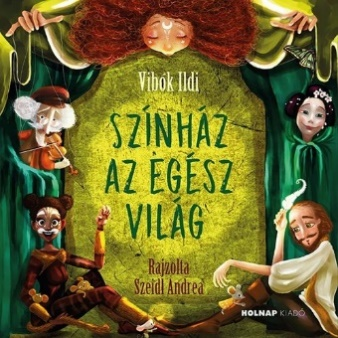 Vibók Ildi
SZÍNHÁZ
AZ EGÉSZ
VILÁG
Rajzolta
Szeidl Andrea
HOLNAP KIADÓ